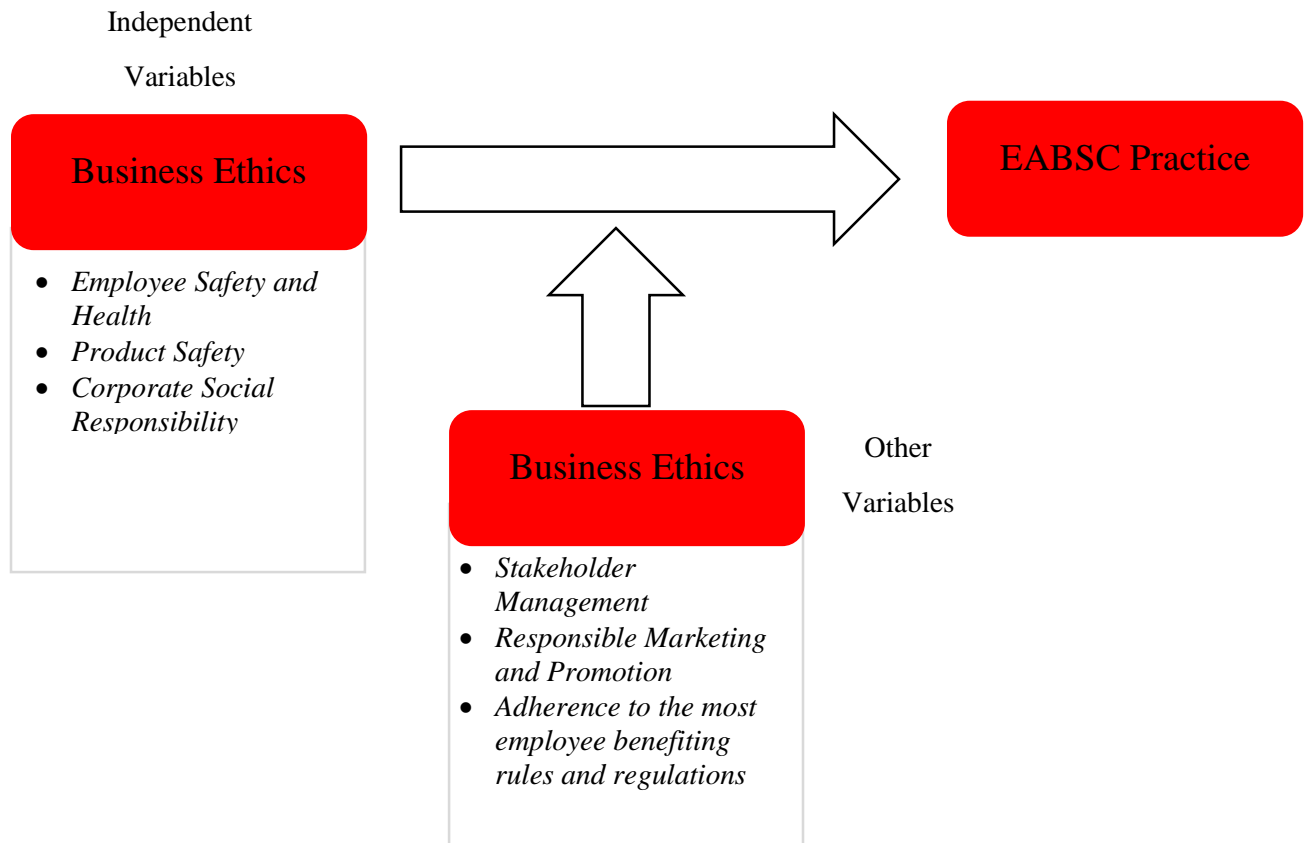 Independent
Variables
Business Ethics
EABSC Practice
• Employee Safety and
Health
• Product Safety
• Corporate Social
Responsibility
Business Ethics
Other
Variables
• Stakeholder
Management
• Responsible Marketing
and Promotion
• Adherence to the most
employee benefiting
rules and regulations